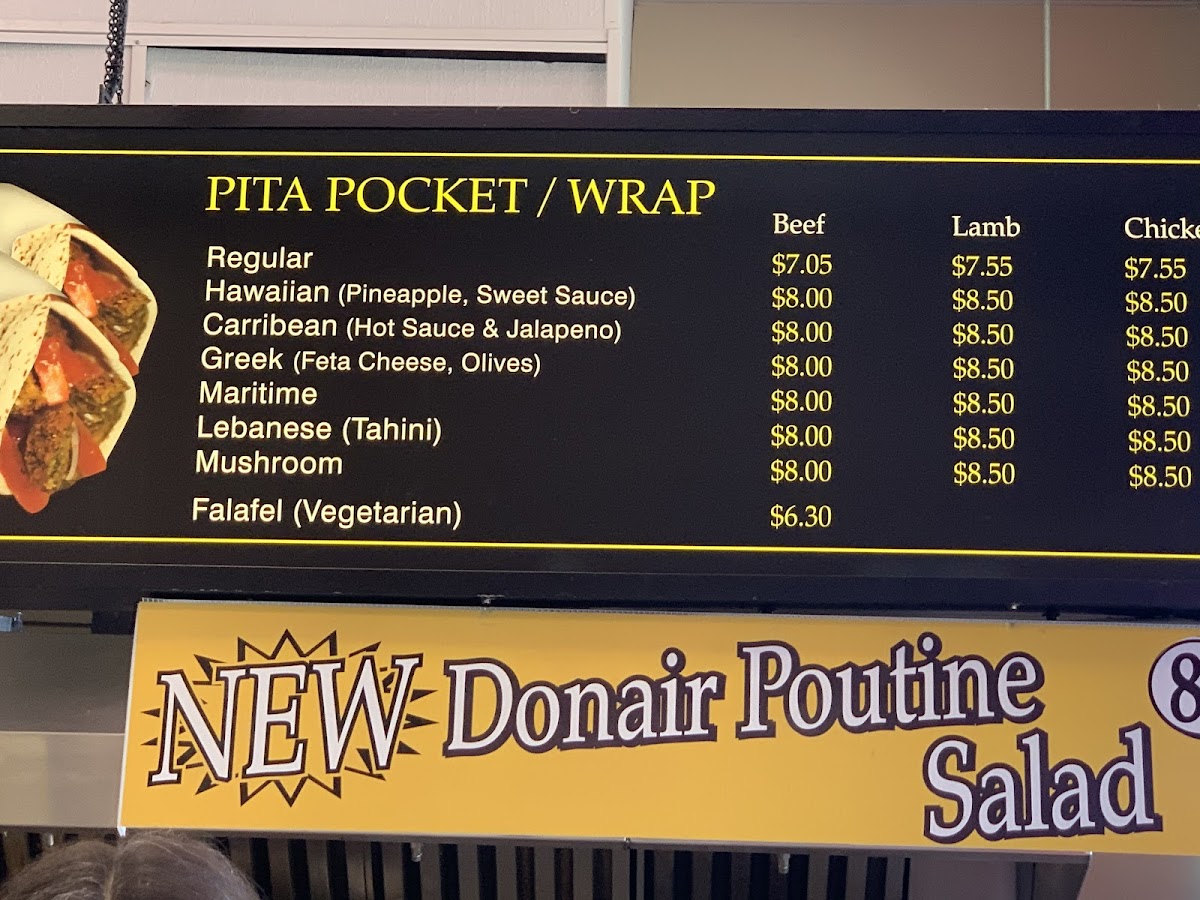 PITA POCKET / WRAP Beef Lamb Chicke
Regular $7.05 $7.55 $7.55
Hawaiian (Pineapple, Sweet Sauce) $8.00 $8.50 $8.50
Carribean (Hot Sauce & Jalapeno) $8.00 $8.50 $8.50
Greek (Feta Cheese, Olives) $8.00 $8.50 $8.50
Maritime $8.00 $8.50 $8.50
Lebanese (Tahini) $8.00 $8.50 $8.50
Mushroom $8.00 $8.50 $8.50
Falafel (Vegetarian) $6.30
NEW Donair Poutine 8
Salad